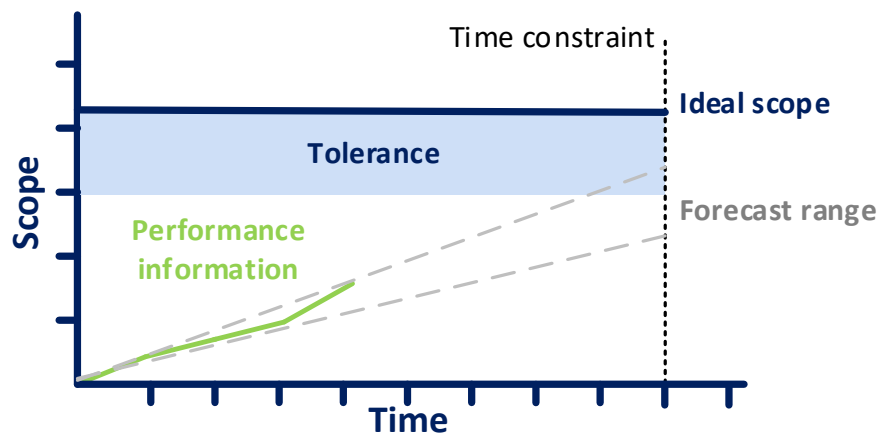 Time constraint
Ideal scope
Tolerance
Forecast range
Performance
information
Scope
Time